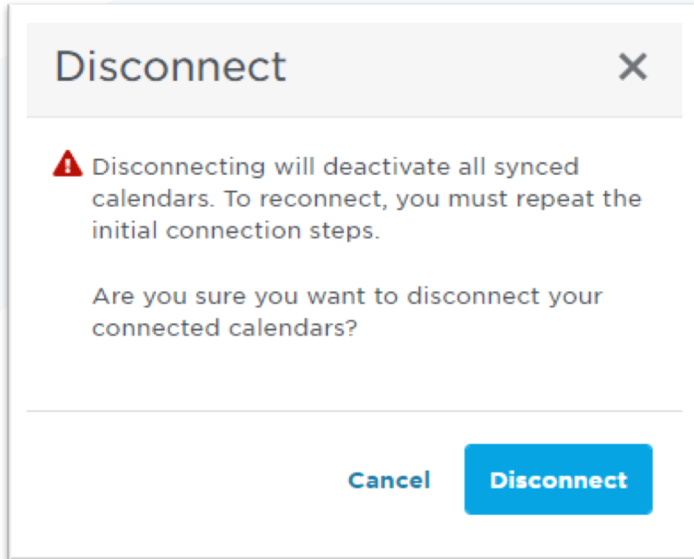 Disconnect
Disconnecting will deactivate all synced
calendars. To reconnect, you must repeat the
initial connection steps.
Are you sure you want to disconnect your
connected calendars?
Cancel Disconnect